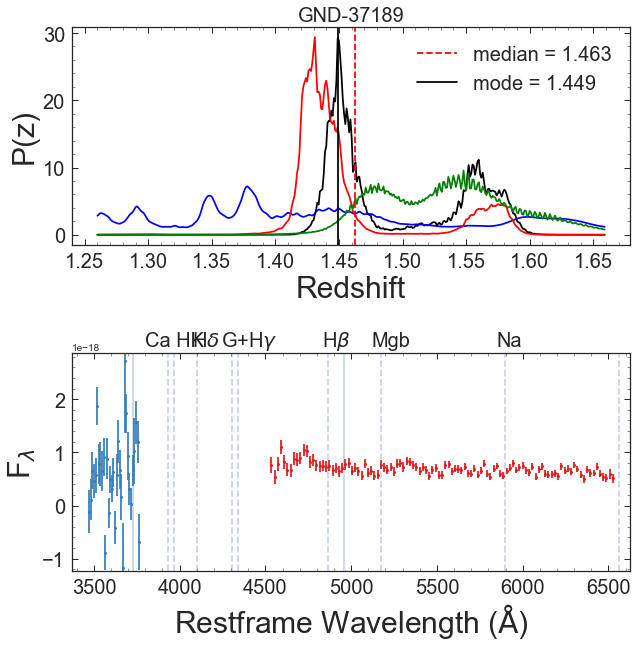 GND-37189
median = 1.463
mode = 1.449
P(z)
30
20
10
0
1.25 1.30 1.35 1.40 1.45 1.50 1.55 1.60 1.65
Redshift
1e−18
Ca HK Hδ G+Hγ Hβ Mgb Na
F_λ
2
1
0
−1
3500 4000 4500 5000 5500 6000 6500
Restframe Wavelength (Å)